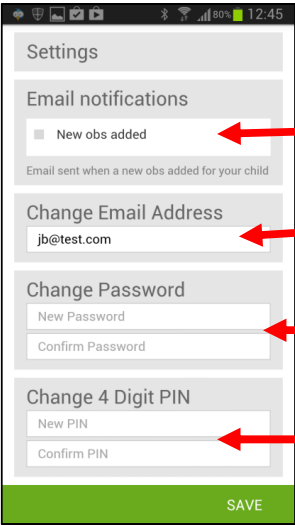 80% 12:45
Settings
Email notifications
New obs added
Email sent when a new obs added for your child
Change Email Address
jb@test.com
Change Password
New Password
Confirm Password
Change 4 Digit PIN
New PIN
Confirm PIN
SAVE